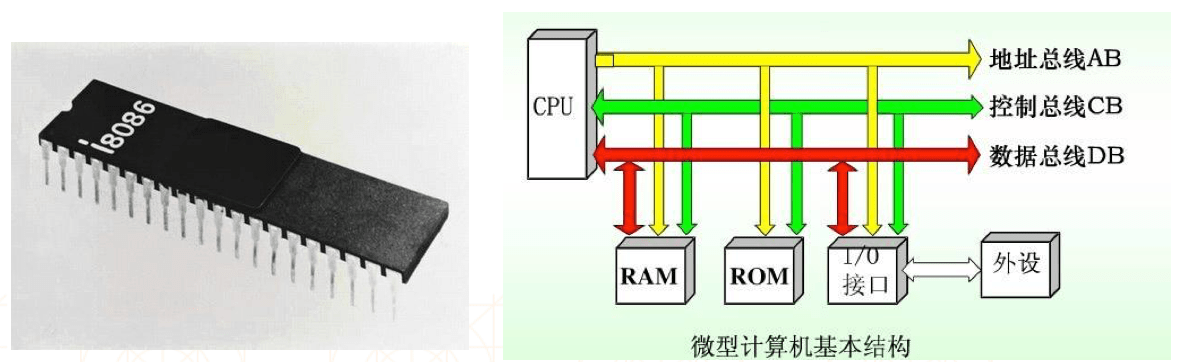 i8086
CPU
地址总线AB
控制总线CB
数据总线DB
RAM
ROM
I/O
接口
外设
微型计算机基本结构